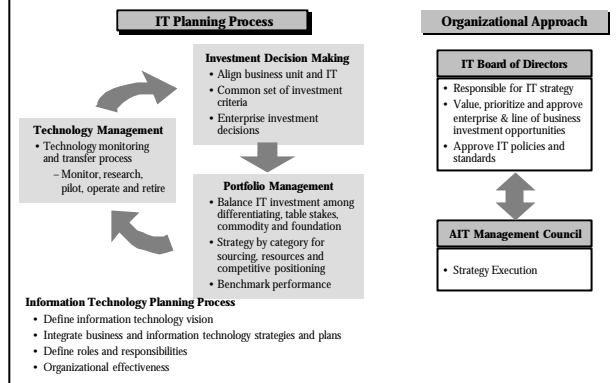 IT Planning Process
Investment Decision Making
• Align business unit and IT
• Common set of investment
criteria
• Enterprise investment
decisions
Technology Management
• Technology monitoring
and transfer process
– Monitor, research,
pilot, operate and retire
Portfolio Management
• Balance IT investment among
differentiating, table stakes,
commodity and foundation
• Strategy by category for
sourcing, resources and
competitive positioning
• Benchmark performance
Information Technology Planning Process
• Define information technology vision
• Integrate business and information technology strategies and plans
• Define roles and responsibilities
• Organizational effectiveness
Organizational Approach
IT Board of Directors
• Responsible for IT strategy
• Value, prioritize and approve
enterprise & line of business
investment opportunities
• Approve IT policies and
standards
AIT Management Council
• Strategy Execution